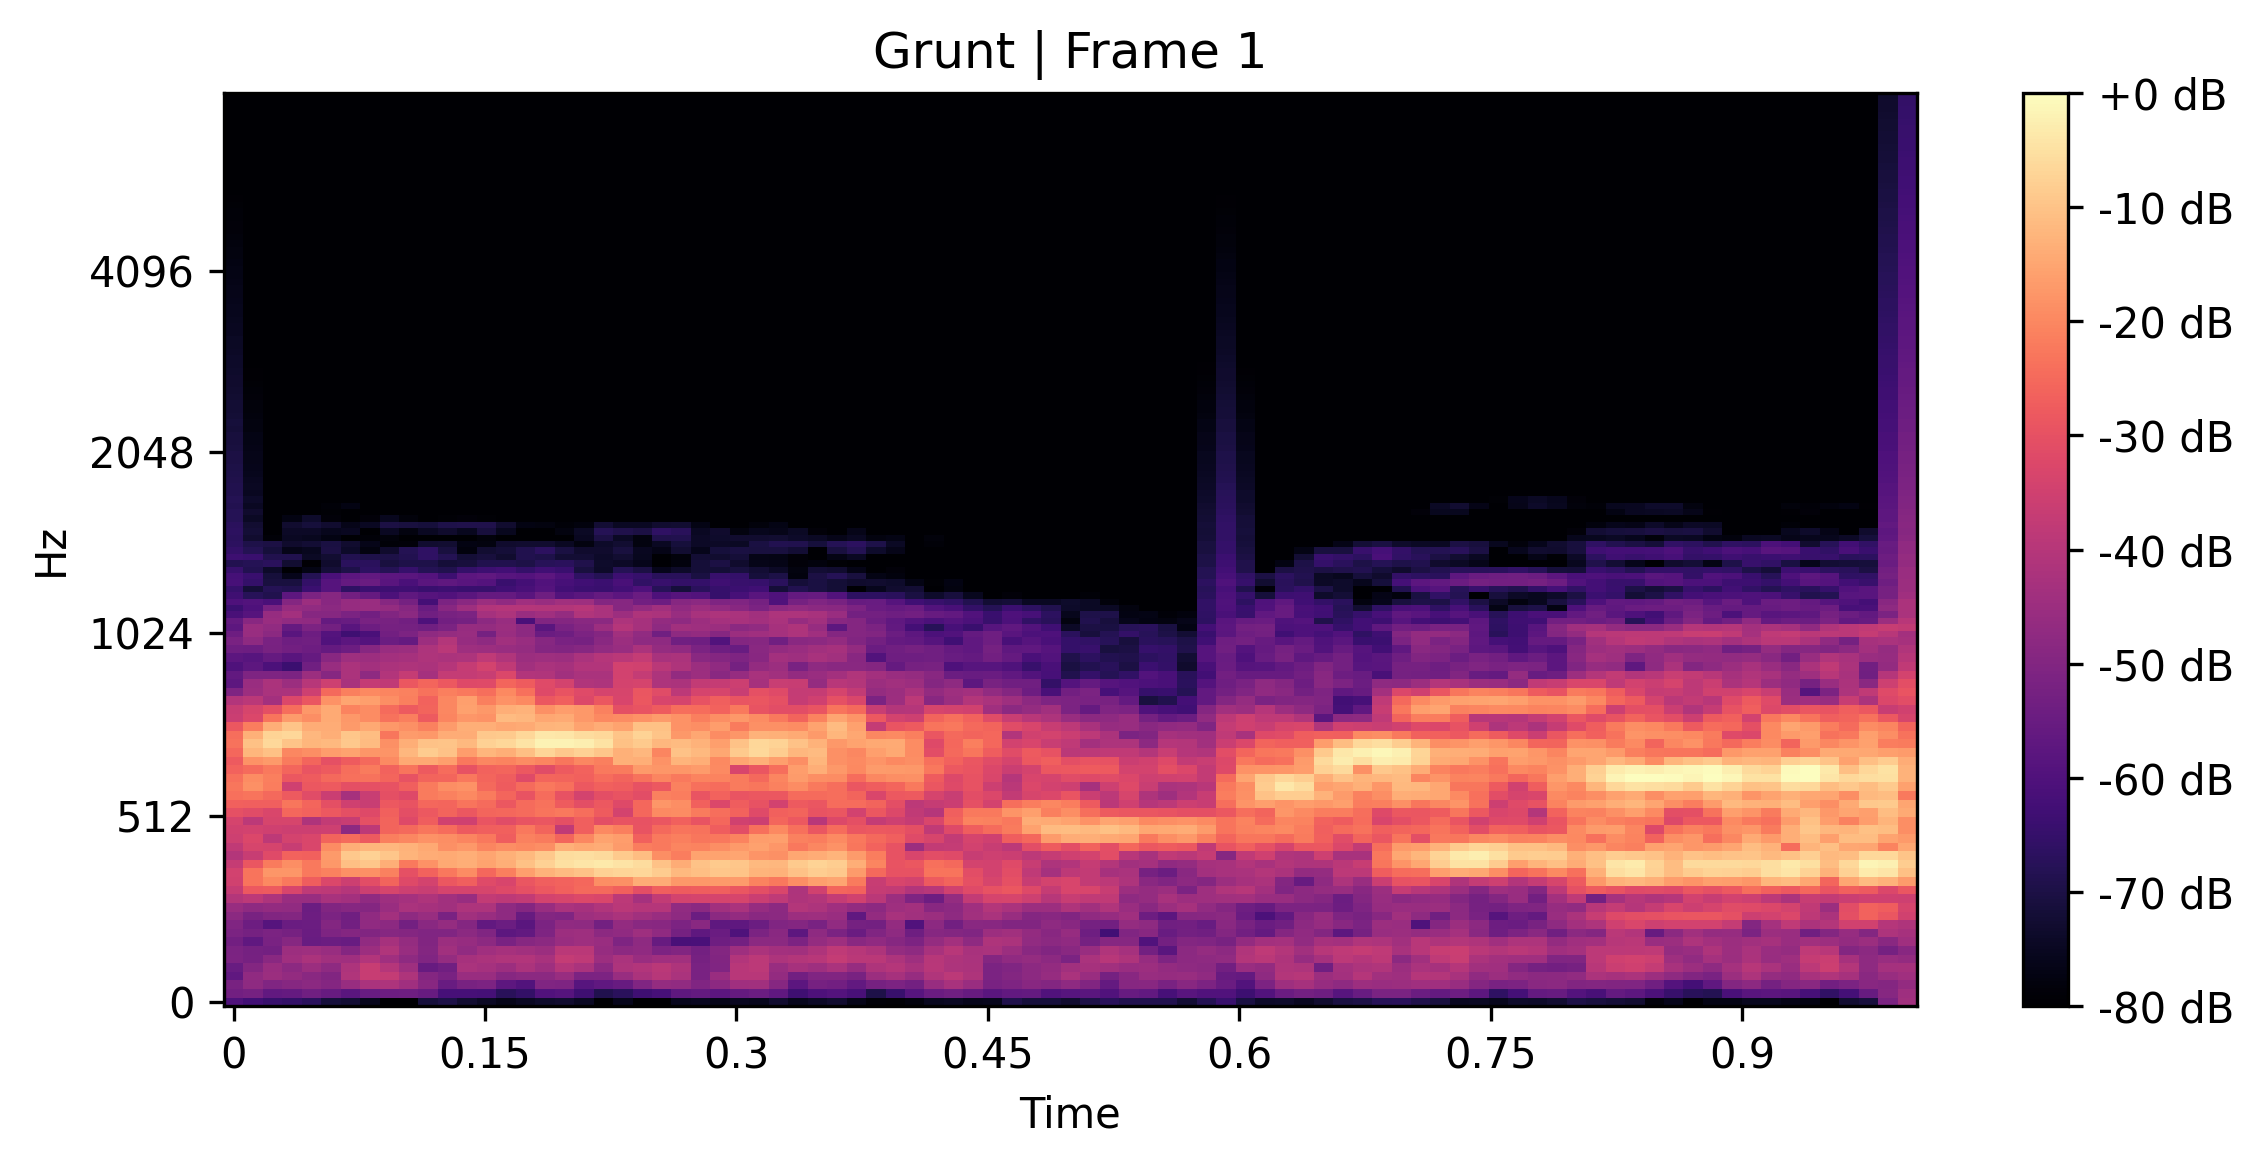 Grunt | Frame 1
+0 dB
-10 dB
-20 dB
-30 dB
-40 dB
-50 dB
-60 dB
-70 dB
-80 dB
Hz
4096
2048
1024
512
0
0 0.15 0.3 0.45 0.6 0.75 0.9
Time